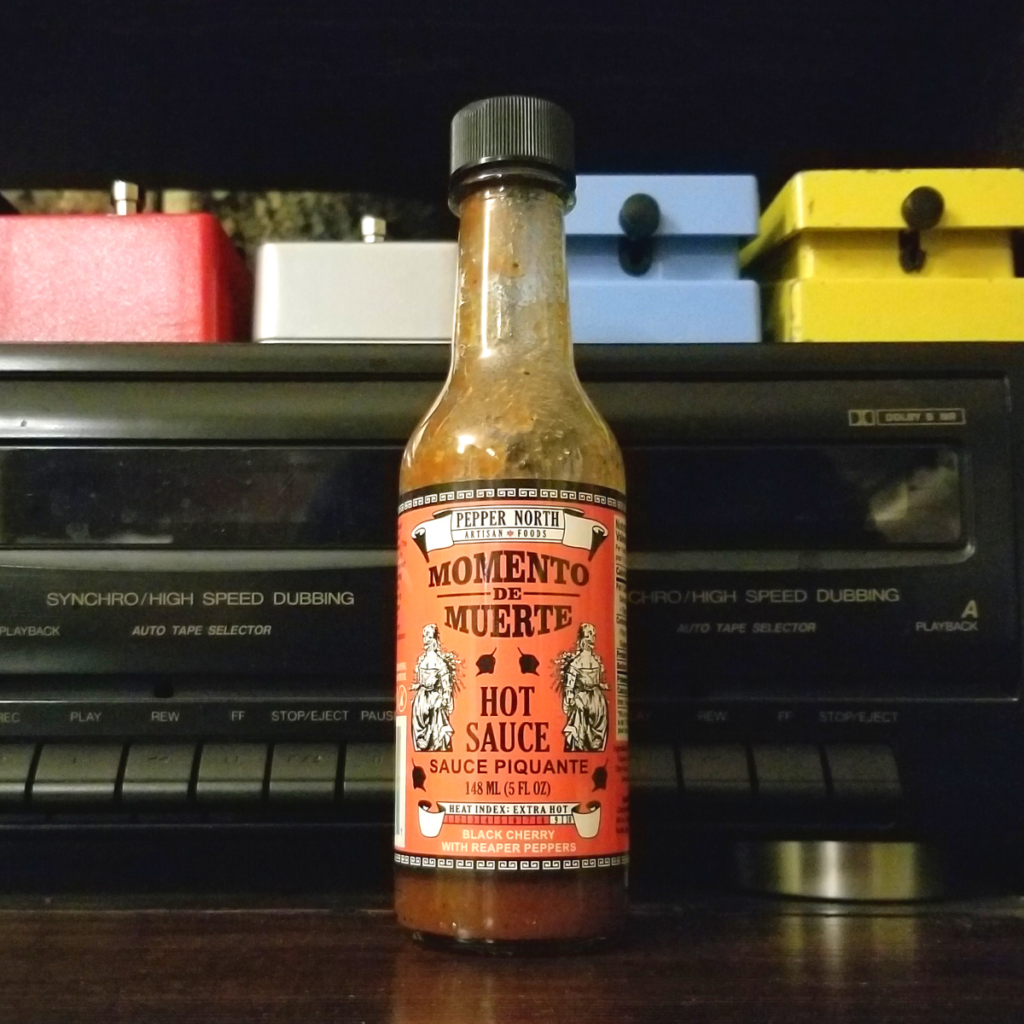 DOLBY B NR
PEPPER NORTH
ARTISAN FOODS
MOMENTO
DE
MUERTE
HOT
SAUCE
SAUCE PIQUANTE
148 ML (5 FL OZ)
HEAT INDEX: EXTRA HOT
BLACK CHERRY
WITH REAPER PEPPERS
SYNCHRO/HIGH SPEED DUBBING
CHRO/HIGH SPEED DUBBING
PLAYBACK
AUTO TAPE SELECTOR
AUTO TAPE SELECTOR
A
PLAYBACK
REC PLAY REW FF STOP/EJECT PAUS
REW FF STOP/EJECT